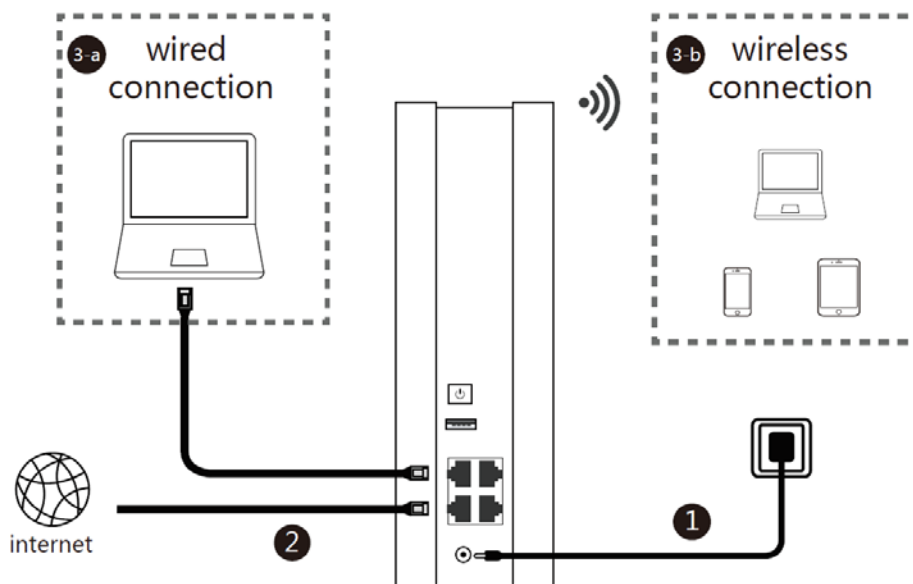 3-a
wired
connection
3-b
wireless
connection
internet
2
1